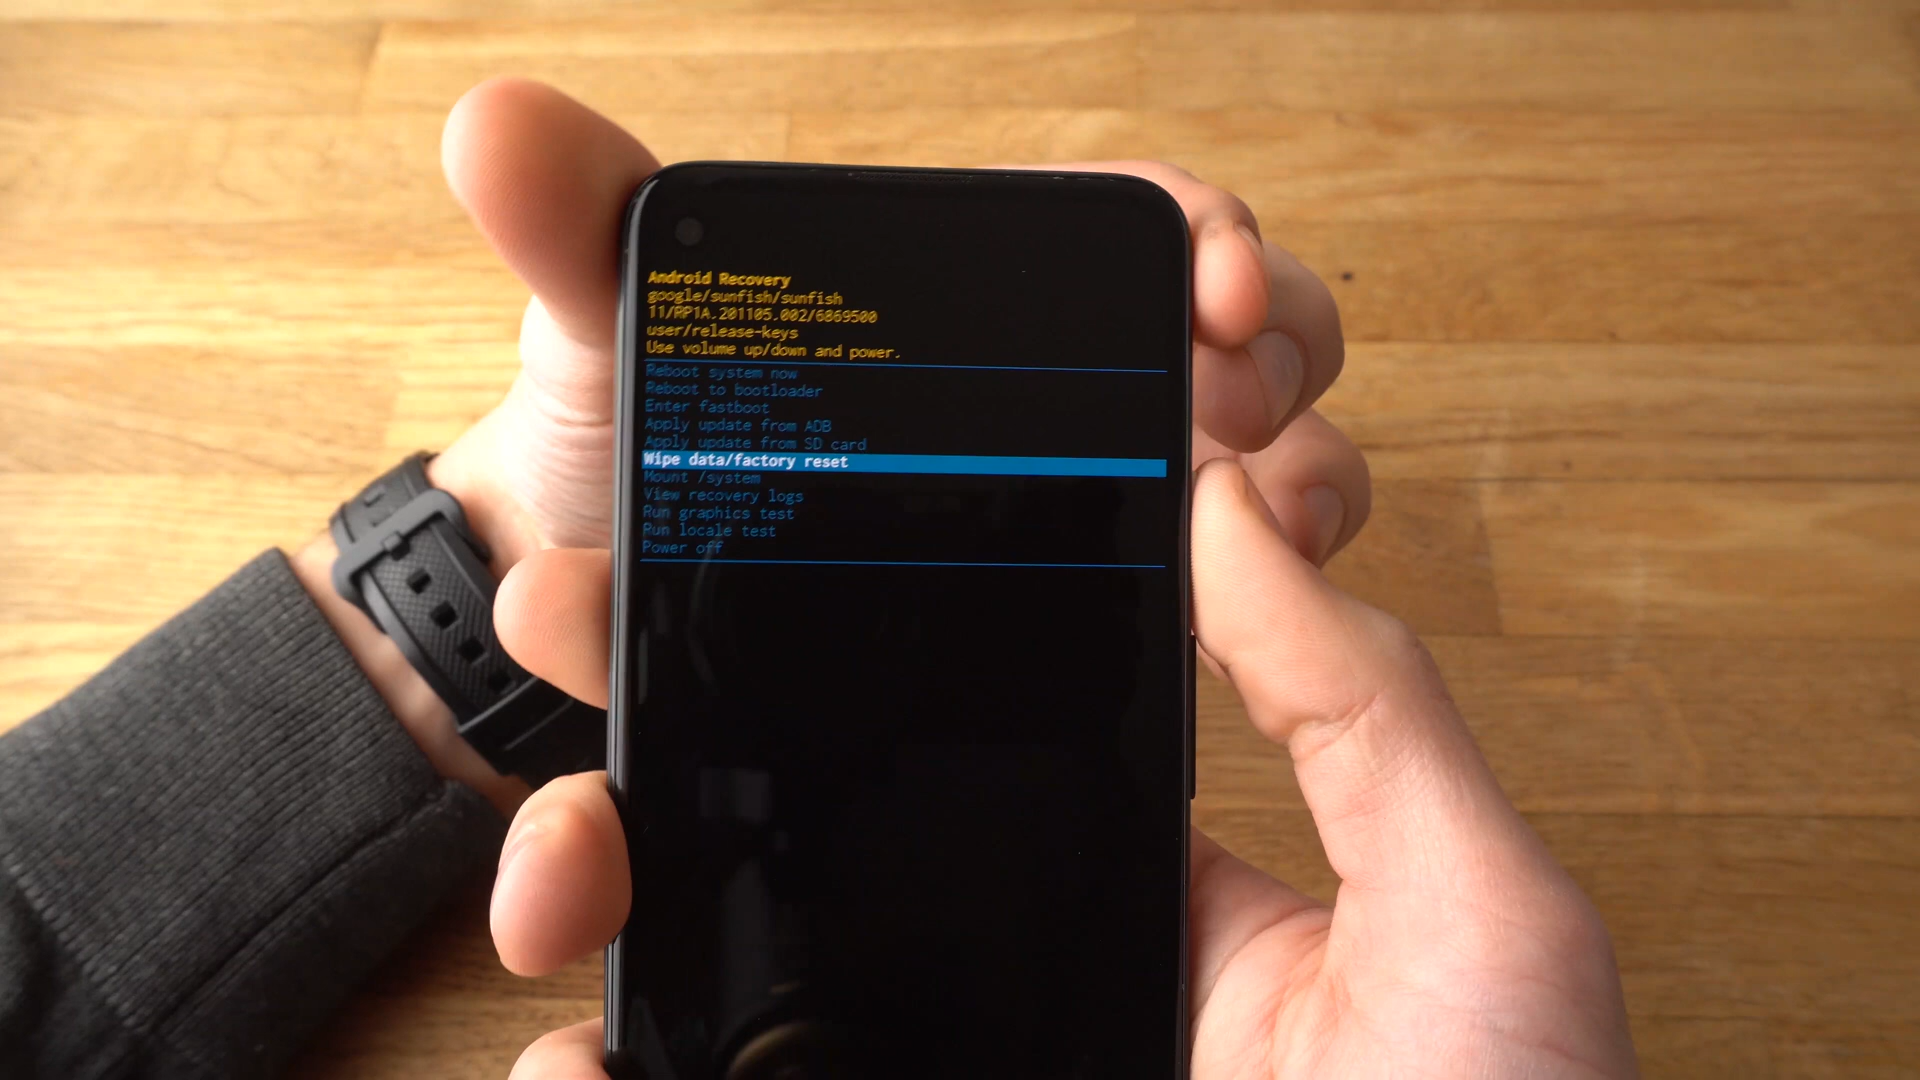 Android Recovery
google/sunfish/sunfish
11/RP1A.201105.002/6869500
user/release-keys
Use volume up/down and power.
Reboot system now
Reboot to bootloader
Enter fastboot
Apply update from ADB
Apply update from SD card
Wipe data/factory reset
Mount /system
View recovery logs
Run graphics test
Run locale test
Power off